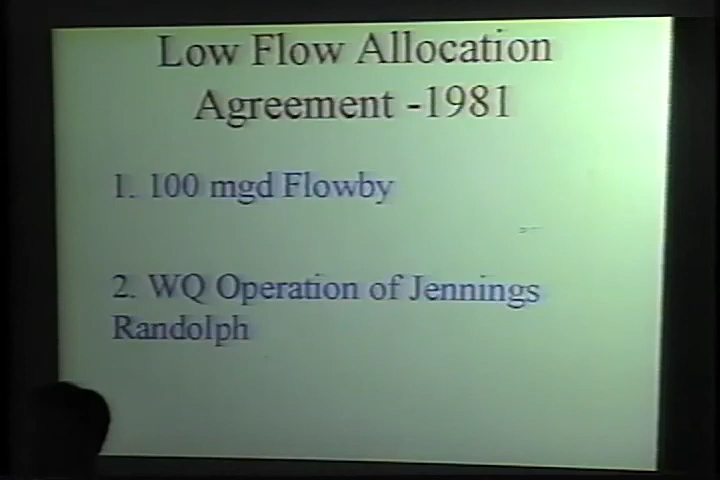 Low Flow Allocation
Agreement -1981
1. 100 mgd Flowby
2. WQ Operation of Jennings
Randolph